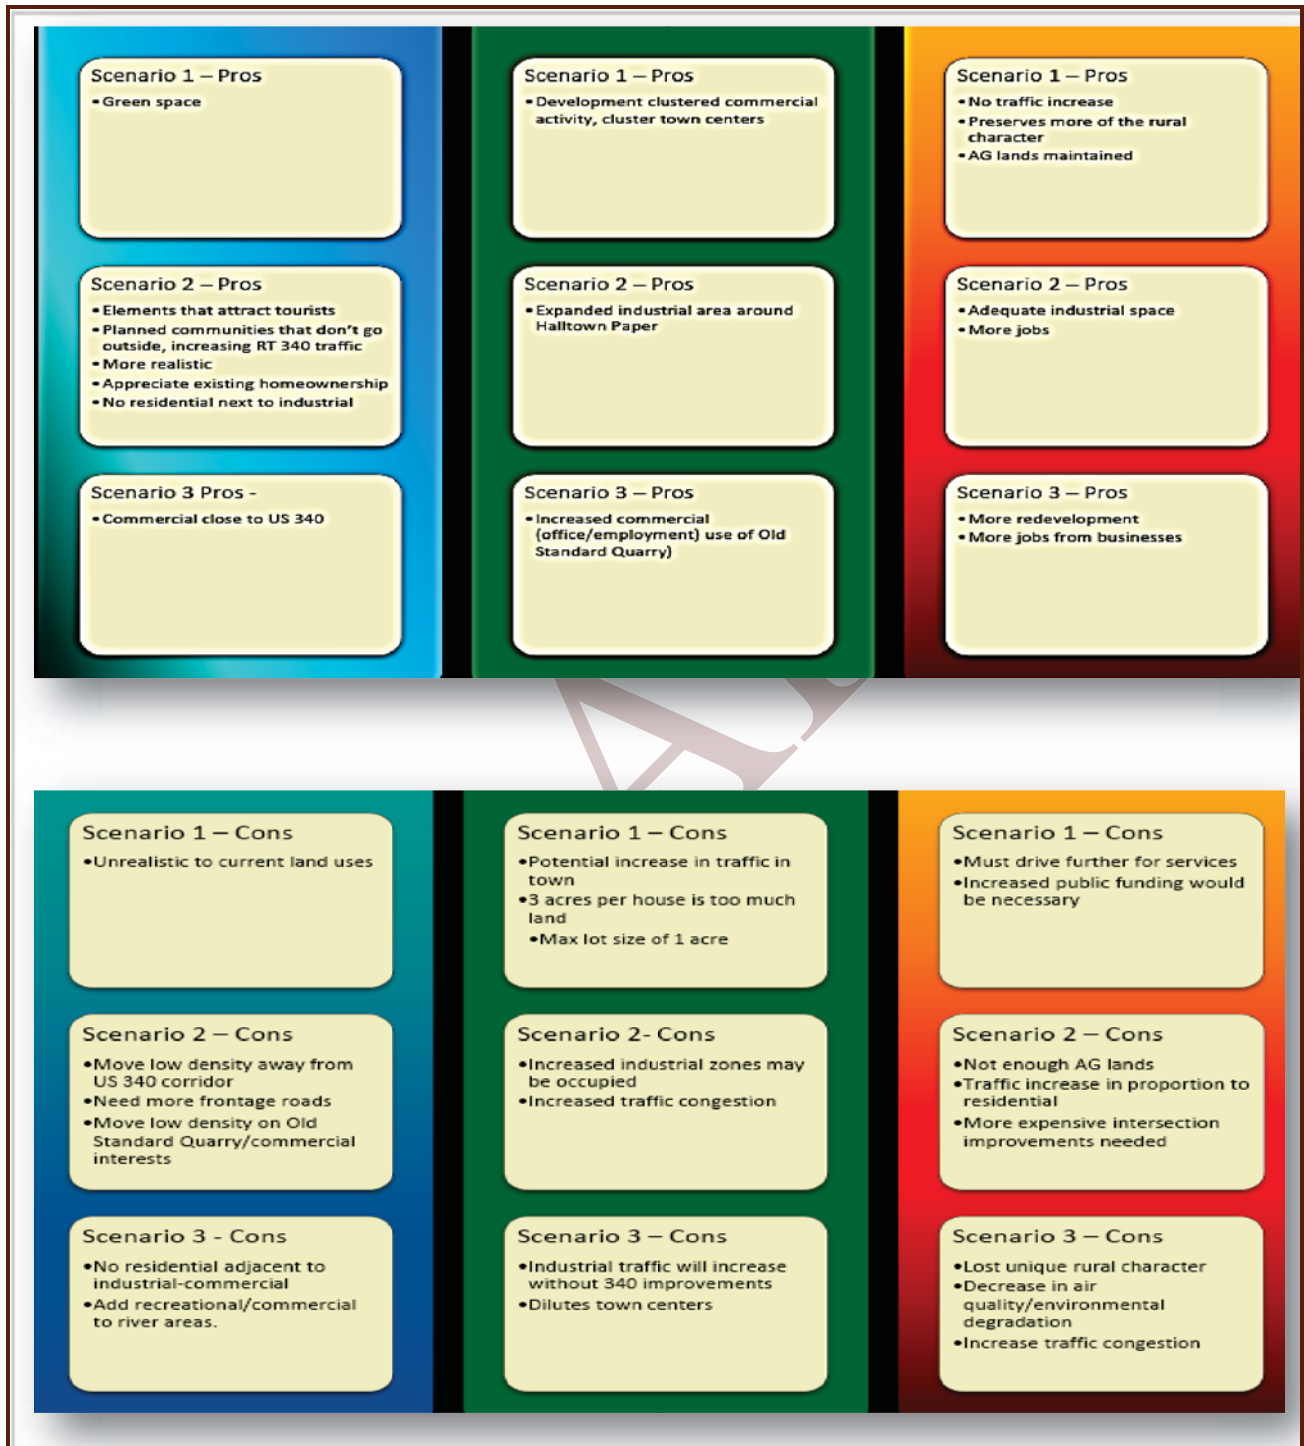 Scenario 1 – Pros
•Green space
Scenario 2 – Pros
•Elements that attract tourists
•Planned communities that don't go
outside, increasing RT 340 traffic
•More realistic
•Appreciate existing homeownership
•No residential next to industrial
Scenario 3 Pros -
•Commercial close to US 340
Scenario 1 – Pros
•Development clustered commercial
activity, cluster town centers
Scenario 2 – Pros
•Expanded industrial area around
Halltown Paper
Scenario 3 – Pros
•Increased commercial
(office/employment) use of Old
Standard Quarry)
Scenario 1 – Pros
•No traffic increase
•Preserves more of the rural
character
•AG lands maintained
Scenario 2 – Pros
•Adequate industrial space
•More jobs
Scenario 3 – Pros
•More redevelopment
•More jobs from businesses
Scenario 1 – Cons
•Unrealistic to current land uses
Scenario 2 – Cons
•Move low density away from
US 340 corridor
•Need more frontage roads
•Move low density on Old
Standard Quarry/commercial
interests
Scenario 3 - Cons
•No residential adjacent to
industrial-commercial
•Add recreational/commercial
to river areas.
Scenario 1 – Cons
•Potential increase in traffic in
town
•3 acres per house is too much
land
•Max lot size of 1 acre
Scenario 2- Cons
•Increased industrial zones may
be occupied
•Increased traffic congestion
Scenario 3 – Cons
•Industrial traffic will increase
without 340 improvements
•Dilutes town centers
Scenario 1 – Cons
•Must drive further for services
•Increased public funding would
be necessary
Scenario 2 – Cons
•Not enough AG lands
•Traffic increase in proportion to
residential
•More expensive intersection
improvements needed
Scenario 3 – Cons
•Lost unique rural character
•Decrease in air
quality/environmental
degradation
•Increase traffic congestion